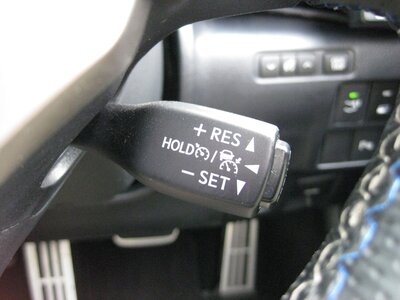 + RES ▲
HOLD / ◀
− SET ▼